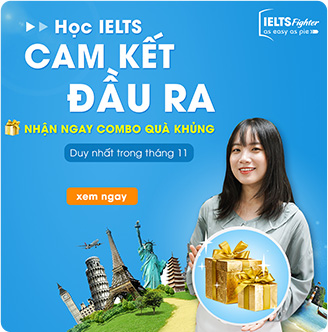 Học IELTS
IELTS Fighter
as easy as pie
CAM KẾT
ĐẦU RA
NHẬN NGAY COMBO QUÀ KHỦNG
Duy nhất trong tháng 11
xem ngay